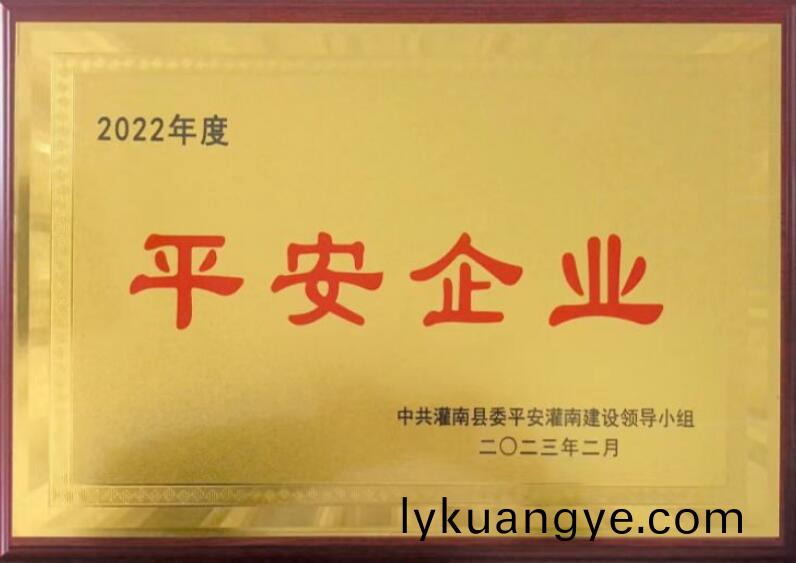 2022年度
平安企业
中共灌南县委平安灌南建设领导小组
二〇二三年二月
lykuangye.com